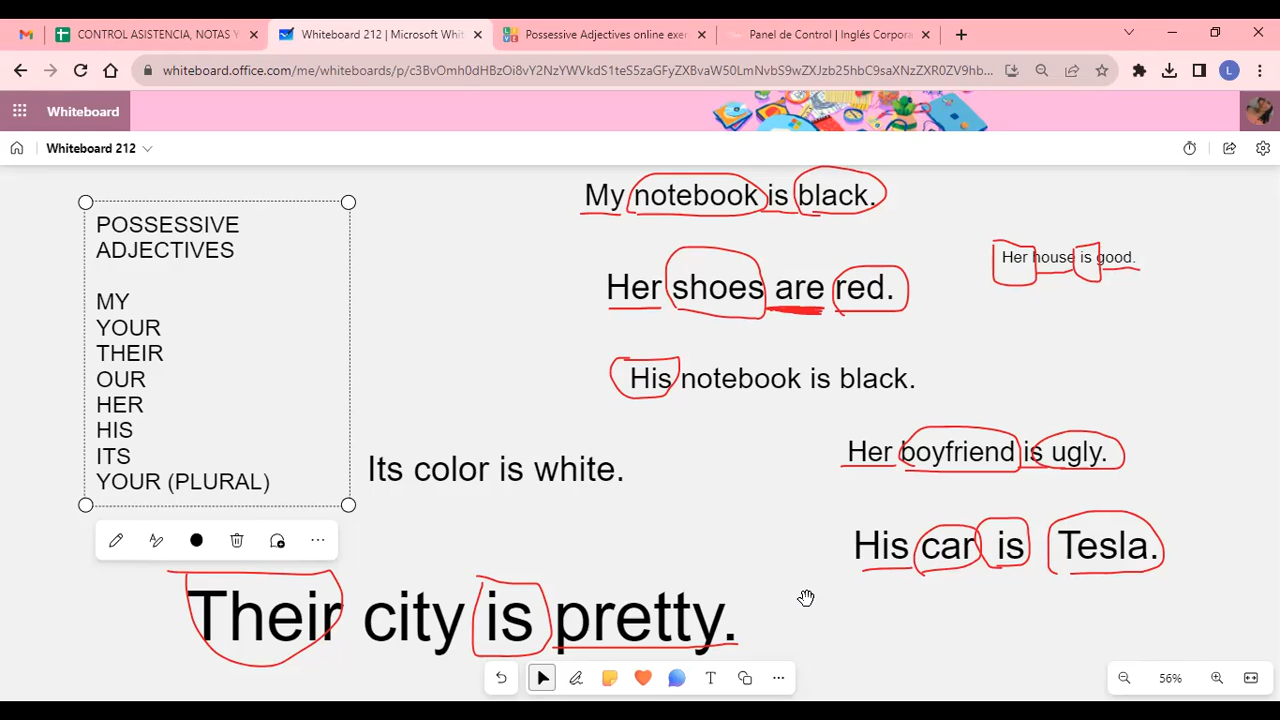 CONTROL ASISTENCIA, NOTAS Y
Whiteboard 212 | Microsoft Whit
Possessive Adjectives online exer
Panel de Control | Inglés Corpora
whiteboard.office.com/me/whiteboards/p/
L
Whiteboard
Whiteboard 212
POSSESSIVE
ADJECTIVES
MY
YOUR
THEIR
OUR
HER
HIS
ITS
YOUR (PLURAL)
My notebook is black.
Her house is good.
Her shoes are red.
His notebook is black.
Her boyfriend is ugly.
Its color is white.
His car is Tesla.
Their city is pretty.
T
56%